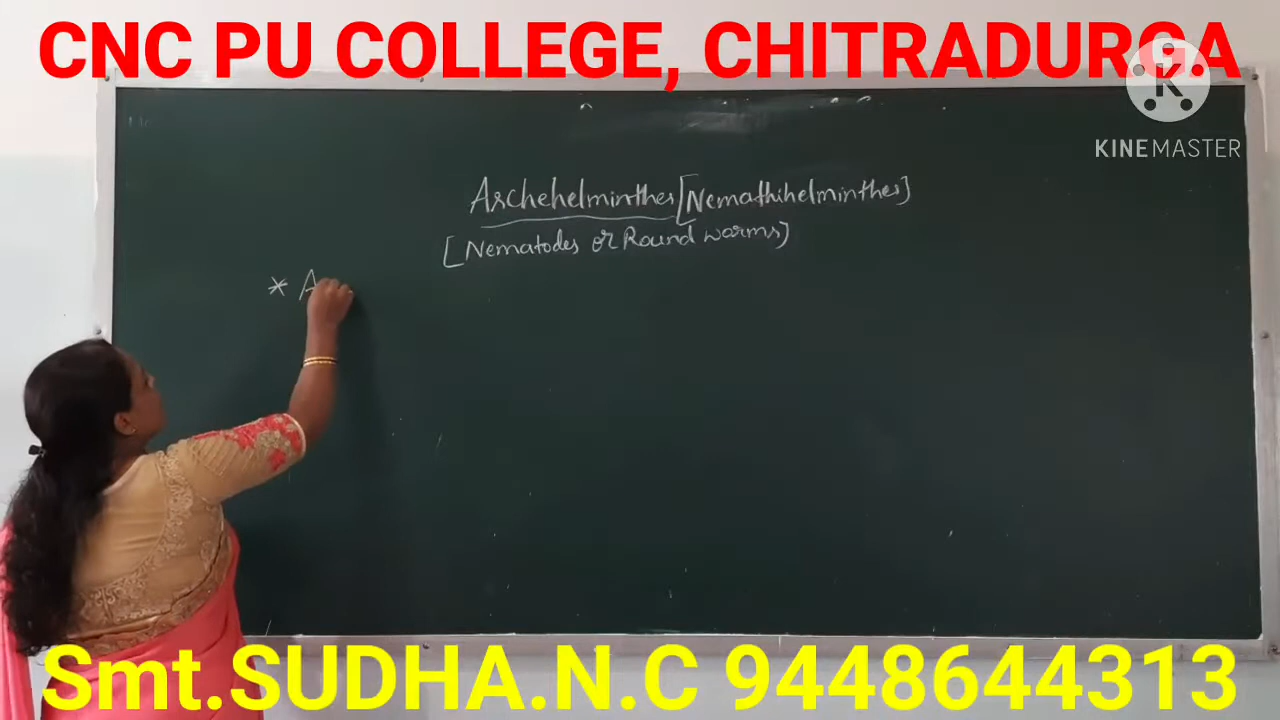 CNC PU COLLEGE, CHITRADURGA
K
KINEMASTER
Aschehelminthes [Nemathihelminthes]
[Nematodes or Round worms]
* A
Smt.SUDHA.N.C 9448644313